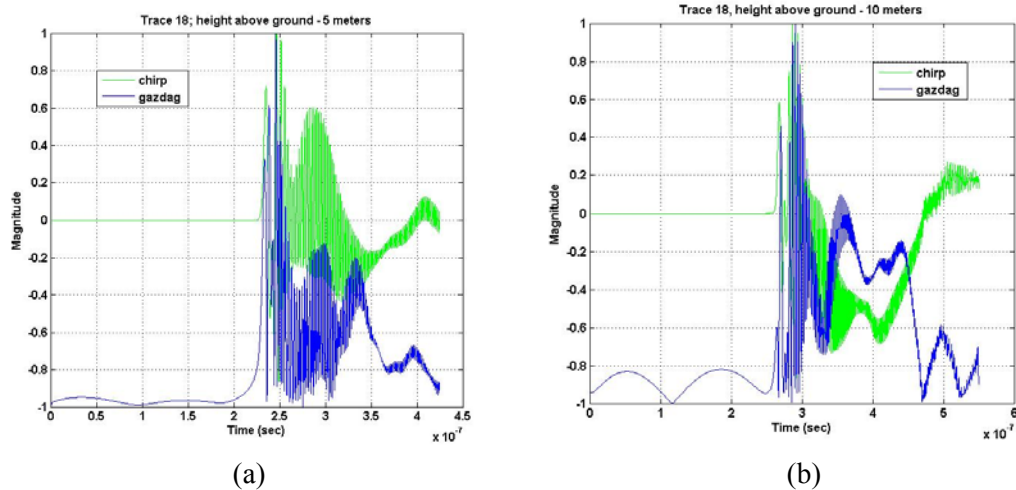 Trace 18; height above ground - 5 meters
1
0.8
0.6
0.4
0.2
0
-0.2
-0.4
-0.6
-0.8
-1
Magnitude
chirp
gazdag
0 0.5 1 1.5 2 2.5 3 3.5 4 4.5
Time (sec)
x 10⁻⁷
(a)
Trace 18, height above ground - 10 meters
1
0.8
0.6
0.4
0.2
0
-0.2
-0.4
-0.6
-0.8
-1
Magnitude
chirp
gazdag
0 1 2 3 4 5 6
Time (sec)
x 10⁻⁷
(b)